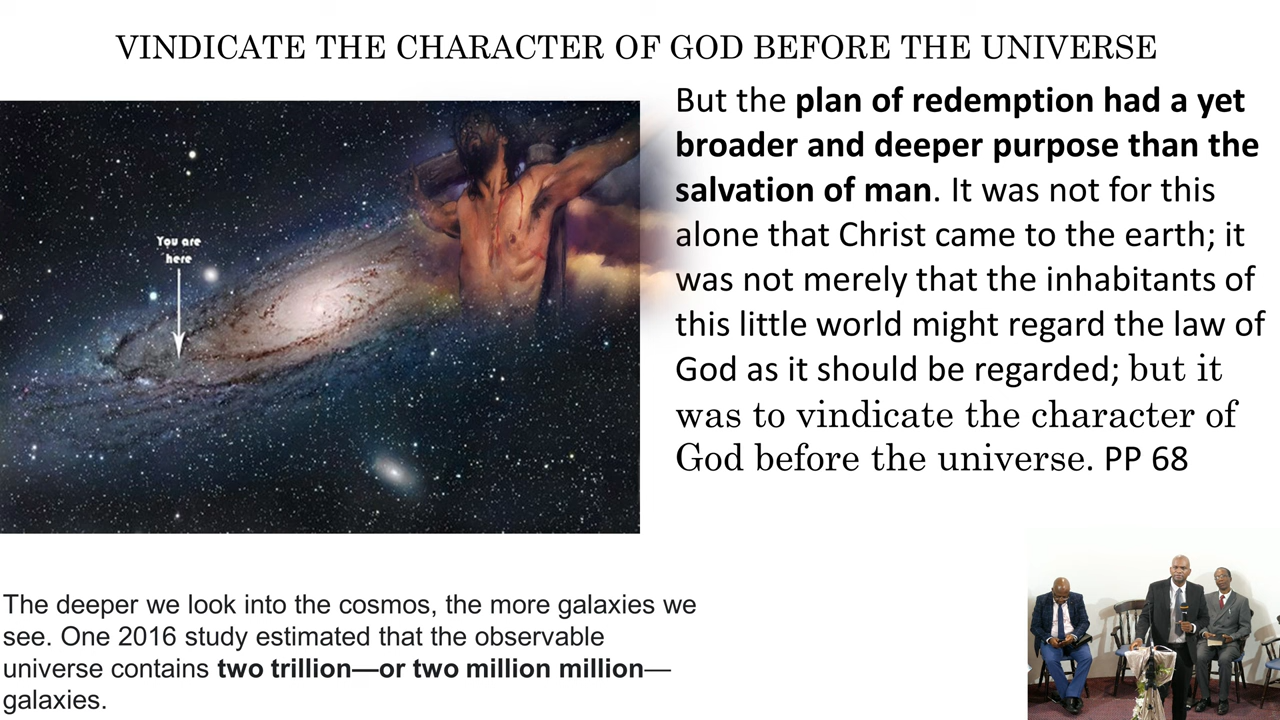 VINDICATE THE CHARACTER OF GOD BEFORE THE UNIVERSE
But the plan of redemption had a yet
broader and deeper purpose than the
salvation of man. It was not for this
alone that Christ came to the earth; it
was not merely that the inhabitants of
this little world might regard the law of
God as it should be regarded; but it
was to vindicate the character of
God before the universe. PP 68
You are
here
The deeper we look into the cosmos, the more galaxies we
see. One 2016 study estimated that the observable
universe contains two trillion—or two million million—
galaxies.